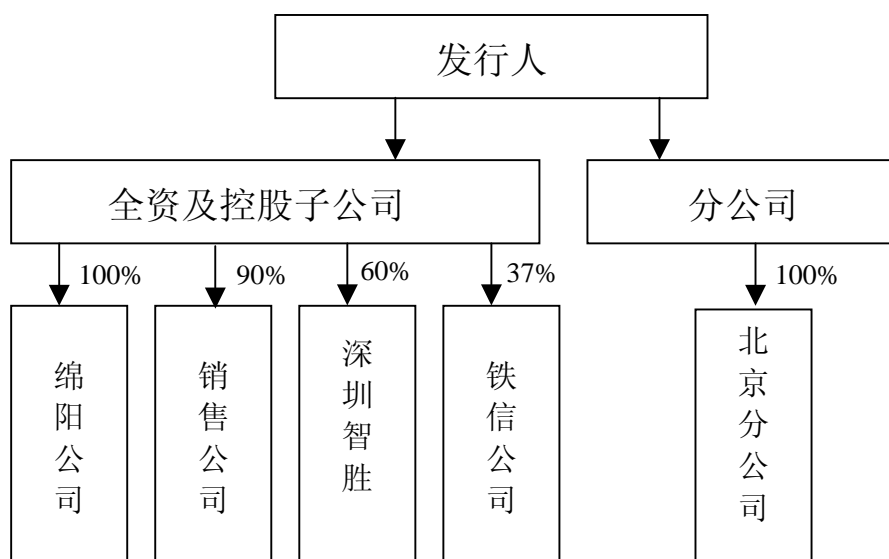 发行人
全资及控股子公司
分公司
100%
90%
60%
37%
100%
绵阳公司
销售公司
深圳智胜
铁信公司
北京分公司